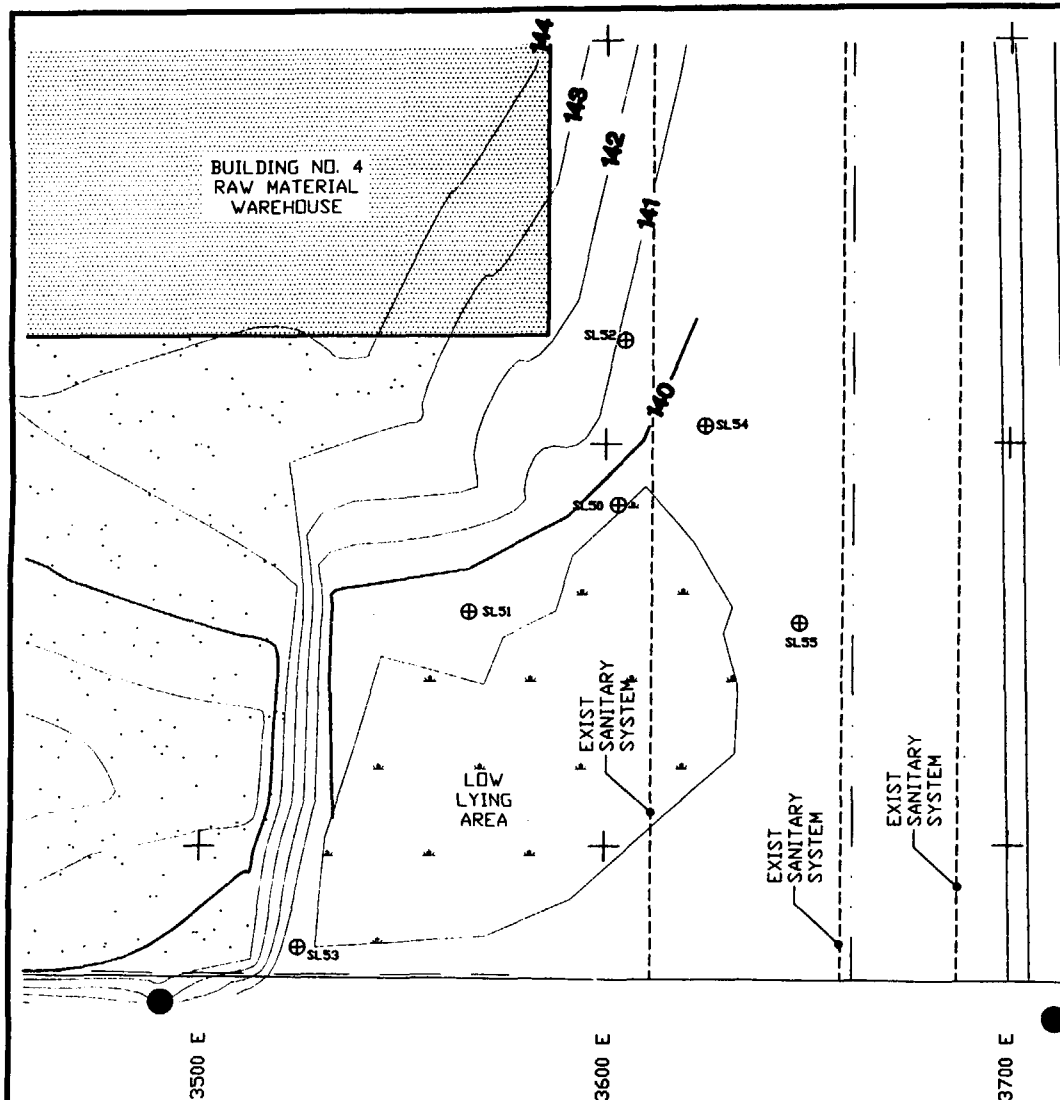 144
143
142
141
BUILDING NO. 4
RAW MATERIAL
WAREHOUSE
SL52
140
SL54
SL50
SL51
SL55
EXIST
SANITARY
SYSTEM
LOW
LYING
AREA
EXIST
SANITARY
SYSTEM
EXIST
SANITARY
SYSTEM
SL53
3500 E
3600 E
3700 E